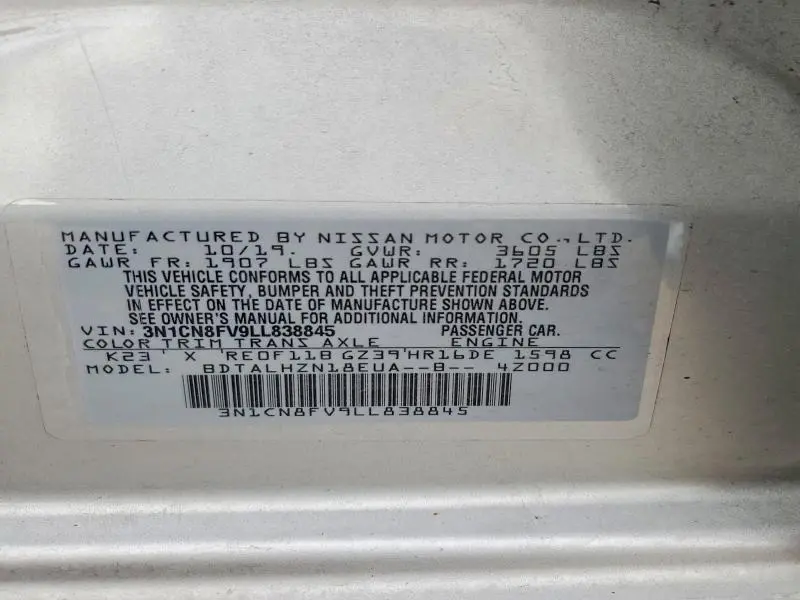 MANUFACTURED BY NISSAN MOTOR CO.,LTD.
DATE: 10/19. GVWR: 3605 LBS
GAWR FR: 1907 LBS GAWR RR: 1720 LBS
THIS VEHICLE CONFORMS TO ALL APPLICABLE FEDERAL MOTOR
VEHICLE SAFETY, BUMPER AND THEFT PREVENTION STANDARDS
IN EFFECT ON THE DATE OF MANUFACTURE SHOWN ABOVE.
SEE OWNER'S MANUAL FOR ADDITIONAL INFORMATION.
VIN: 3N1CN8FV9LL838845 PASSENGER CAR.
COLOR TRIM TRANS AXLE ENGINE
K23 ' X 'RE0F11B GZ39'HR16DE 1598 CC
MODEL: BDTALHZN18EUA--B-- 4Z000
3N1CN8FV9LL838845